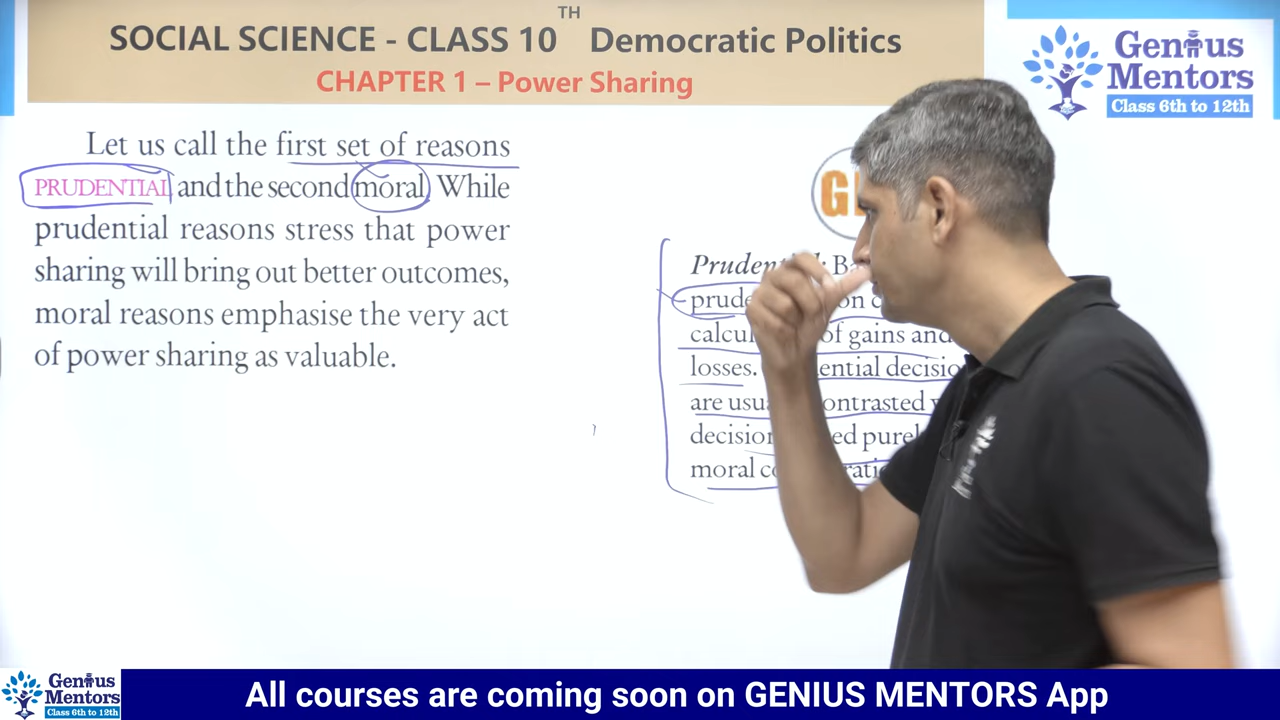 SOCIAL SCIENCE - CLASS 10TH Democratic Politics
CHAPTER 1 – Power Sharing
Genius
Mentors
Class 6th to 12th
Let us call the first set of reasons
PRUDENTIAL and the second moral. While
prudential reasons stress that power
sharing will bring out better outcomes,
moral reasons emphasise the very act
of power sharing as valuable.
Prudential:
on
of gains and
losses.
are
contrasted
moral
Genius
Mentors
Class 6th to 12th
All courses are coming soon on GENIUS MENTORS App